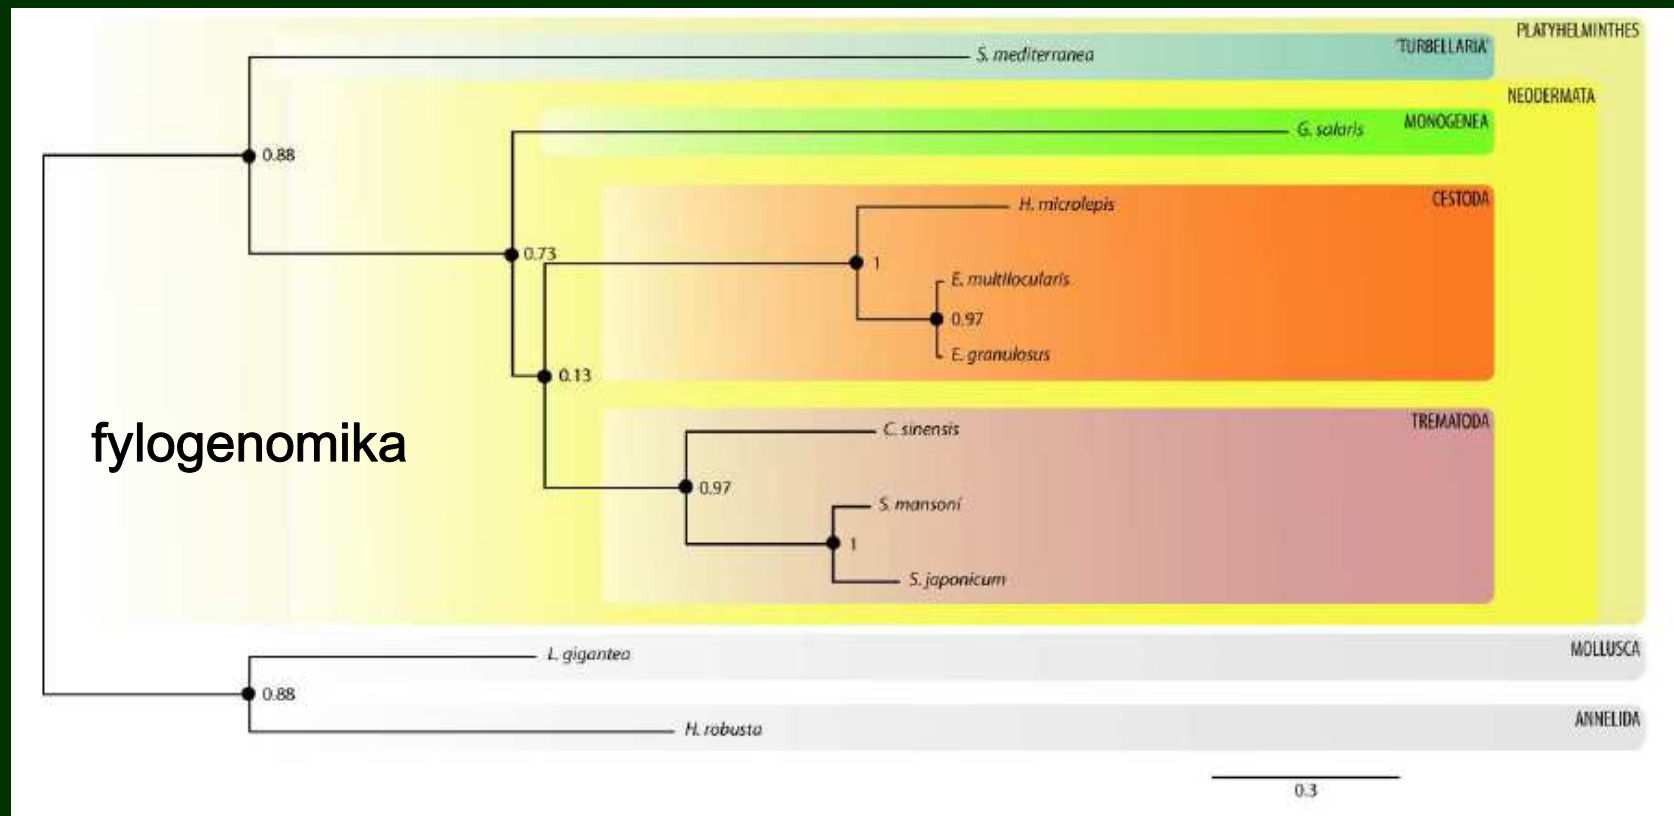 PLATYHELMINTHES
'TURBELLARIA'
S. mediterranea
NEODERMATA
MONOGENEA
G. salaris
0.88
CESTODA
H. microlepis
0.73
1
E. multilocularis
0.97
E. granulosus
0.13
TREMATODA
C. sinensis
fylogenomika
0.97
S. mansoni
1
S. japonicum
MOLLUSCA
L. gigantea
0.88
ANNELIDA
H. robusta
0.3